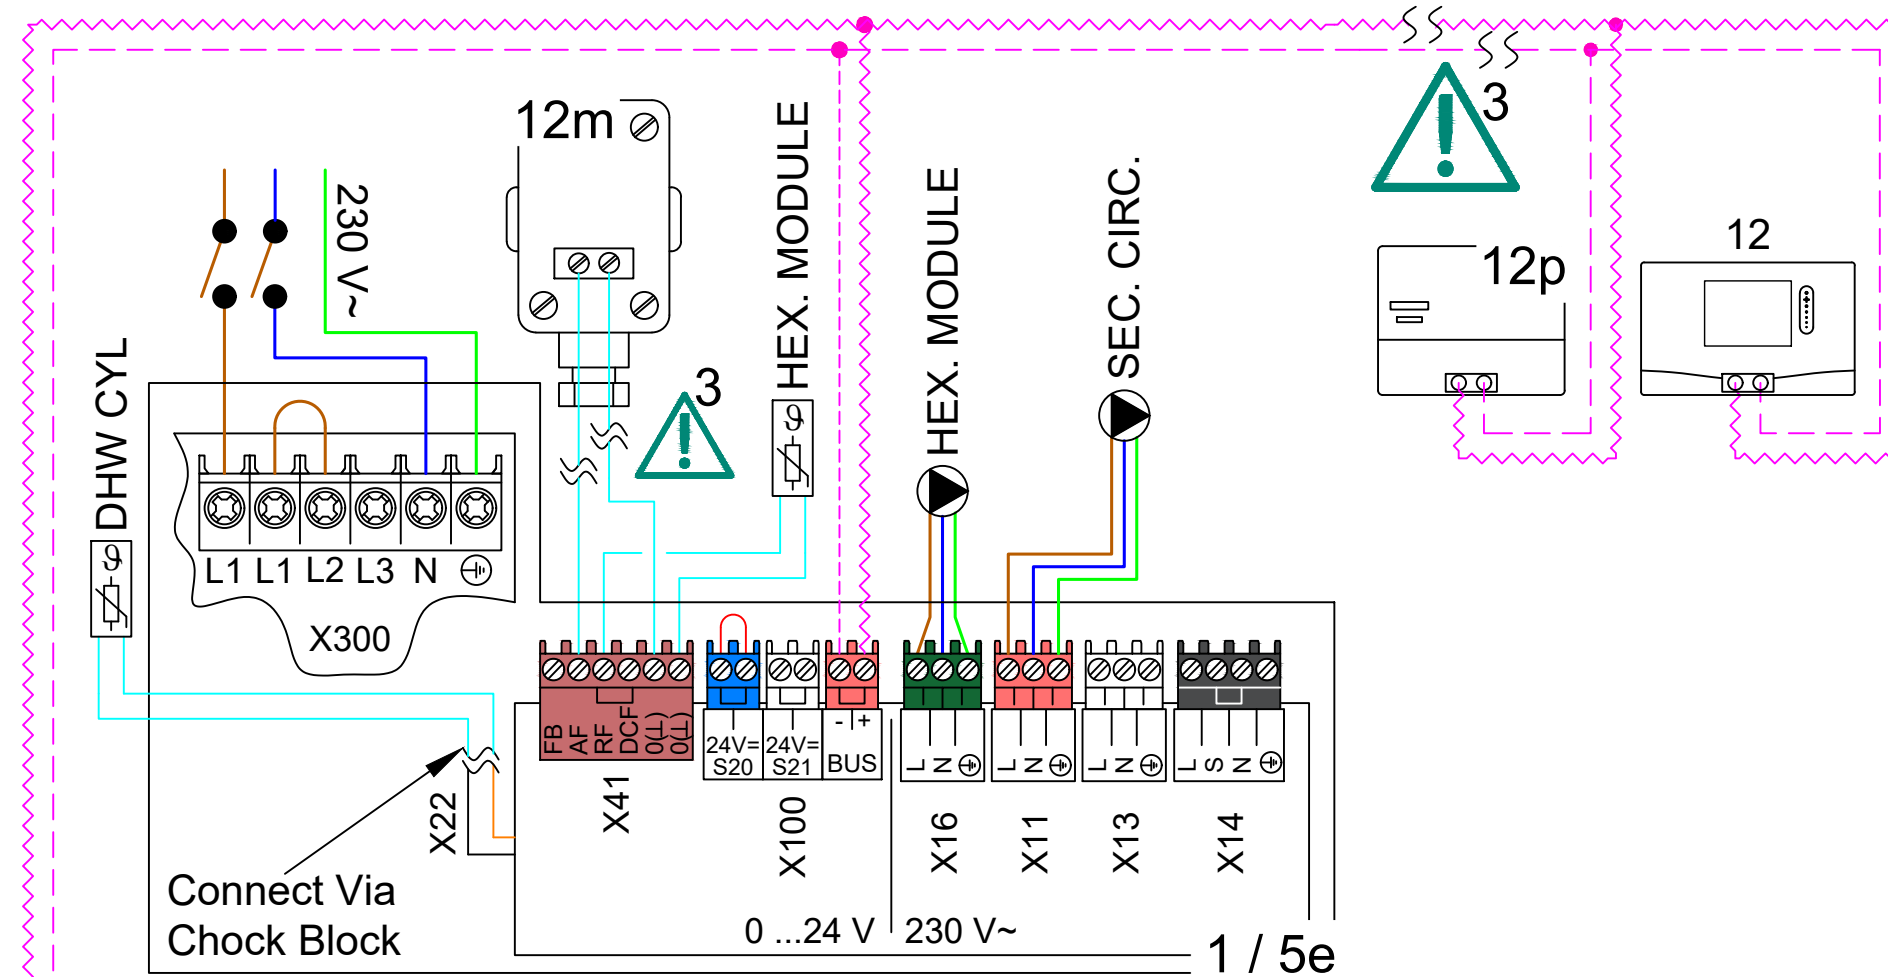 3
12m
HEX. MODULE
HEX. MODULE
SEC. CIRC.
230 V~
12
12p
DHW CYL
3
ϑ
ϑ
L1 L1 L2 L3 N
X300
FB
AF
RF
DCF
0(⊥)
0(⊥)
X41
24V=
S20
24V=
S21
- +
BUS
X100
L
N
X16
L
N
X11
L
N
X13
L
S
N
X14
X22
Connect Via
Chock Block
0 ...24 V
230 V~
1 / 5e